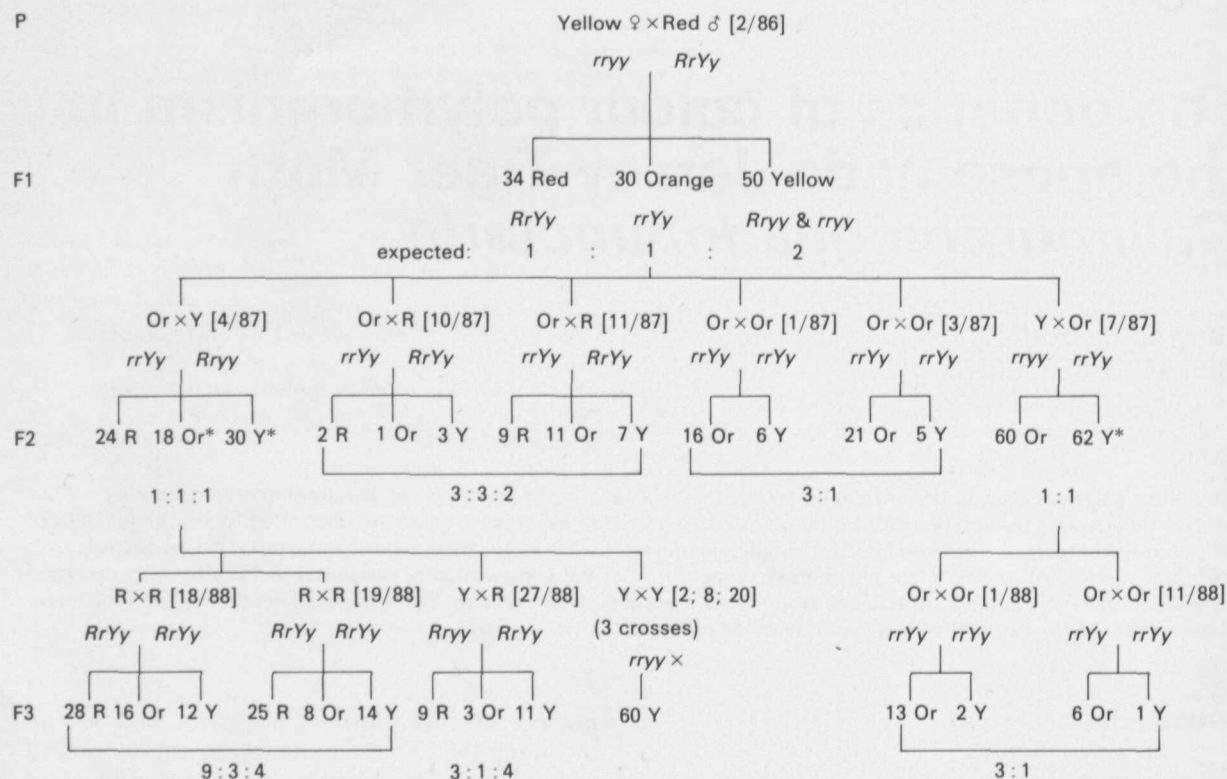 P
Yellow ♀ × Red ♂ [2/86]
rryy RrYy
F1
34 Red 30 Orange 50 Yellow
RrYy rrYy Rryy & rryy
expected: 1 : 1 : 2
Or × Y [4/87] Or × R [10/87] Or × R [11/87] Or × Or [1/87] Or × Or [3/87] Y × Or [7/87]
rrYy Rryy rrYy RrYy rrYy RrYy rrYy rrYy rrYy rrYy rryy rrYy
F2
24 R 18 Or* 30 Y* 2 R 1 Or 3 Y 9 R 11 Or 7 Y 16 Or 6 Y 21 Or 5 Y 60 Or 62 Y*
1 : 1 : 1 3 : 3 : 2 3 : 1 1 : 1
R × R [18/88] R × R [19/88] Y × R [27/88] Y × Y [2; 8; 20] Or × Or [1/88] Or × Or [11/88]
RrYy RrYy RrYy RrYy Rryy RrYy (3 crosses) rrYy rrYy rrYy rrYy
rryy ×
F3
28 R 16 Or 12 Y 25 R 8 Or 14 Y 9 R 3 Or 11 Y 60 Y 13 Or 2 Y 6 Or 1 Y
9 : 3 : 4 3 : 1 : 4 3 : 1